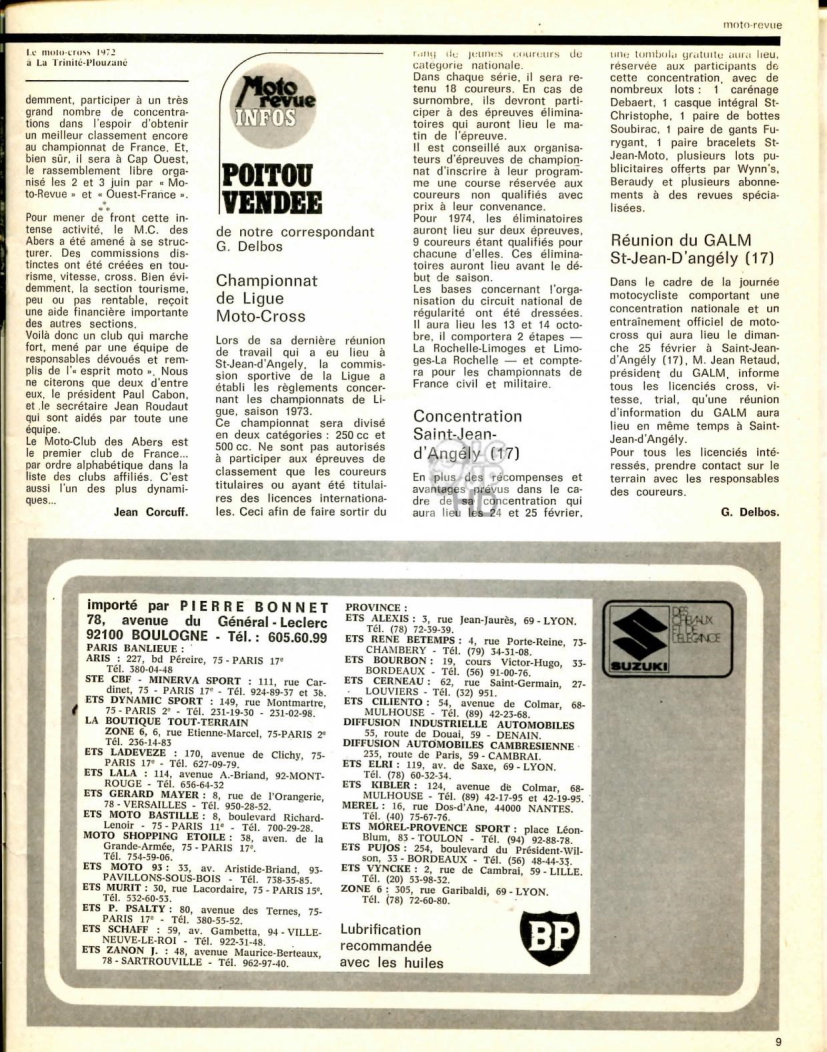 moto-revue
Le moto-cross 1972
à La Trinité-Plouzané
demment, participer à un très
grand nombre de concentra-
tions dans l'espoir d'obtenir
un meilleur classement encore
au championnat de France. Et,
bien sûr, il sera à Cap Ouest,
le rassemblement libre orga-
nisé les 2 et 3 juin par « Mo-
to-Revue » et « Ouest-France ».
Pour mener de front cette in-
tense activité, le M.C. des
Abers a été amené à se struc-
turer. Des commissions dis-
tinctes ont été créées en tou-
risme, vitesse, cross. Bien évi-
demment, la section tourisme,
peu ou pas rentable, reçoit
une aide financière importante
des autres sections.
Voilà donc un club qui marche
fort, mené par une équipe de
responsables dévoués et rem-
plis de l'« esprit moto ». Nous
ne citerons que deux d'entre
eux, le président Paul Cabon,
et le secrétaire Jean Roudaut
qui sont aidés par toute une
équipe.
Le Moto-Club des Abers est
le premier club de France...
par ordre alphabétique dans la
liste des clubs affiliés. C'est
aussi l'un des plus dynami-
ques...
Jean Corcuff.
Moto
revue
INFOS
POITOU
VENDEE
de notre correspondant
G. Delbos
Championnat
de Ligue
Moto-Cross
Lors de sa dernière réunion
de travail qui a eu lieu à
St-Jean-d'Angely, la commis-
sion sportive de la Ligue a
établi les règlements concer-
nant les championnats de Li-
gue, saison 1973.
Ce championnat sera divisé
en deux catégories : 250 cc et
500 cc. Ne sont pas autorisés
à participer aux épreuves de
classement que les coureurs
titulaires ou ayant été titulai-
res des licences internationa-
les. Ceci afin de faire sortir du
rang de jeunes coureurs de
catégorie nationale.
Dans chaque série, il sera re-
tenu 18 coureurs. En cas de
surnombre, ils devront parti-
ciper à des épreuves élimina-
toires qui auront lieu le ma-
tin de l'épreuve.
Il est conseillé aux organisa-
teurs d'épreuves de champion-
nat d'inscrire à leur program-
me une course réservée aux
coureurs non qualifiés avec
prix à leur convenance.
Pour 1974, les éliminatoires
auront lieu sur deux épreuves,
9 coureurs étant qualifiés pour
chacune d'elles. Ces élimina-
toires auront lieu avant le dé-
but de saison.
Les bases concernant l'orga-
nisation du circuit national de
régularité ont été dressées.
Il aura lieu les 13 et 14 octo-
bre, il comportera 2 étapes —
La Rochelle-Limoges et Limo-
ges-La Rochelle — et compte-
ra pour les championnats de
France civil et militaire.
Concentration
Saint-Jean-
d'Angély (17)
En plus des récompenses et
avantages prévus dans le ca-
dre de sa concentration qui
aura lieu les 24 et 25 février,
une tombola gratuite aura lieu,
réservée aux participants de
cette concentration, avec de
nombreux lots : 1 carénage
Debaert, 1 casque intégral St-
Christophe, 1 paire de bottes
Soubirac, 1 paire de gants Fu-
rygant, 1 paire bracelets St-
Jean-Moto, plusieurs lots pu-
blicitaires offerts par Wynn's,
Beraudy et plusieurs abonne-
ments à des revues spécia-
lisées.
Réunion du GALM
St-Jean-D'angély (17)
Dans le cadre de la journée
motocycliste comportant une
concentration nationale et un
entraînement officiel de moto-
cross qui aura lieu le diman-
che 25 février à Saint-Jean-
d'Angély (17), M. Jean Retaud,
président du GALM, informe
tous les licenciés cross, vi-
tesse, trial, qu'une réunion
d'information du GALM aura
lieu en même temps à Saint-
Jean-d'Angély.
Pour tous les licenciés inté-
ressés, prendre contact sur le
terrain avec les responsables
des coureurs.
G. Delbos.
importé par PIERRE BONNET
78, avenue du Général-Leclerc
92100 BOULOGNE - Tél. : 605.60.99
PARIS BANLIEUE :
ARIS : 227, bd Péreire, 75 - PARIS 17e
Tél. 380-04-48
STE CBF - MINERVA SPORT : 111, rue Car-
dinet, 75 - PARIS 17e - Tél. 924-89-37 et 38.
ETS DYNAMIC SPORT : 149, rue Montmartre,
75 - PARIS 2e - Tél. 231-19-30 - 231-02-98.
LA BOUTIQUE TOUT-TERRAIN
ZONE 6, 6, rue Etienne-Marcel, 75-PARIS 2e
Tél. 236-14-83
ETS LADEVEZE : 170, avenue de Clichy, 75-
PARIS 17e - Tél. 627-09-79.
ETS LALA : 114, avenue A.-Briand, 92-MONT-
ROUGE - Tél. 656-64-32
ETS GERARD MAYER : 8, rue de l'Orangerie,
78 - VERSAILLES - Tél. 950-28-52.
ETS MOTO BASTILLE : 8, boulevard Richard-
Lenoir - 75 - PARIS 11e - Tél. 700-29-28.
MOTO SHOPPING ETOILE : 38, aven. de la
Grande-Armée, 75 - PARIS 17e.
Tél. 754-59-06.
ETS MOTO 93 : 33, av. Aristide-Briand, 93-
PAVILLONS-SOUS-BOIS - Tél. 738-35-85.
ETS MURIT : 30, rue Lacordaire, 75 - PARIS 15e.
Tél. 532-60-53.
ETS P. PSALTY : 80, avenue des Ternes, 75-
PARIS 17e - Tél. 380-55-52.
ETS SCHAFF : 59, av. Gambetta, 94 - VILLE-
NEUVE-LE-ROI - Tél. 922-31-48.
ETS ZANON J. : 48, avenue Maurice-Berteaux,
78 - SARTROUVILLE - Tél. 962-97-40.
PROVINCE :
ETS ALEXIS : 3, rue Jean-Jaurès, 69 - LYON.
Tél. (78) 72-39-39.
ETS RENE BETEMPS : 4, rue Porte-Reine, 73-
CHAMBERY - Tél. (79) 34-31-08.
ETS BOURBON : 19, cours Victor-Hugo, 33-
BORDEAUX - Tél. (56) 91-00-76.
ETS CERNEAU : 62, rue Saint-Germain, 27-
LOUVIERS - Tél. (32) 951.
ETS CILIENTO : 54, avenue de Colmar, 68-
MULHOUSE - Tél. (89) 42-23-68.
DIFFUSION INDUSTRIELLE AUTOMOBILES
55, route de Douai, 59 - DENAIN.
DIFFUSION AUTOMOBILES CAMBRESIENNE
235, route de Paris, 59 - CAMBRAI.
ETS ELRI : 119, av. de Saxe, 69 - LYON.
Tél. (78) 60-32-34.
ETS KIBLER : 124, avenue de Colmar, 68-
MULHOUSE - Tél. (89) 42-17-95 et 42-19-95.
MEREL : 16, rue Dos-d'Ane, 44000 NANTES.
Tél. (40) 75-67-76.
ETS MOREL-PROVENCE SPORT : place Léon-
Blum, 83 - TOULON - Tél. (94) 92-88-78.
ETS PUJOS : 254, boulevard du Président-Wil-
son, 33 - BORDEAUX - Tél. (56) 48-44-33.
ETS VYNCKE : 2, rue de Cambrai, 59 - LILLE.
Tél. (20) 53-98-32.
ZONE 6 : 305, rue Garibaldi, 69 - LYON.
Tél. (78) 72-60-80.
Lubrification
recommandée
avec les huiles
BP
SUZUKI
DES
CHEVAUX
ET DE
L'ELEGANCE
9